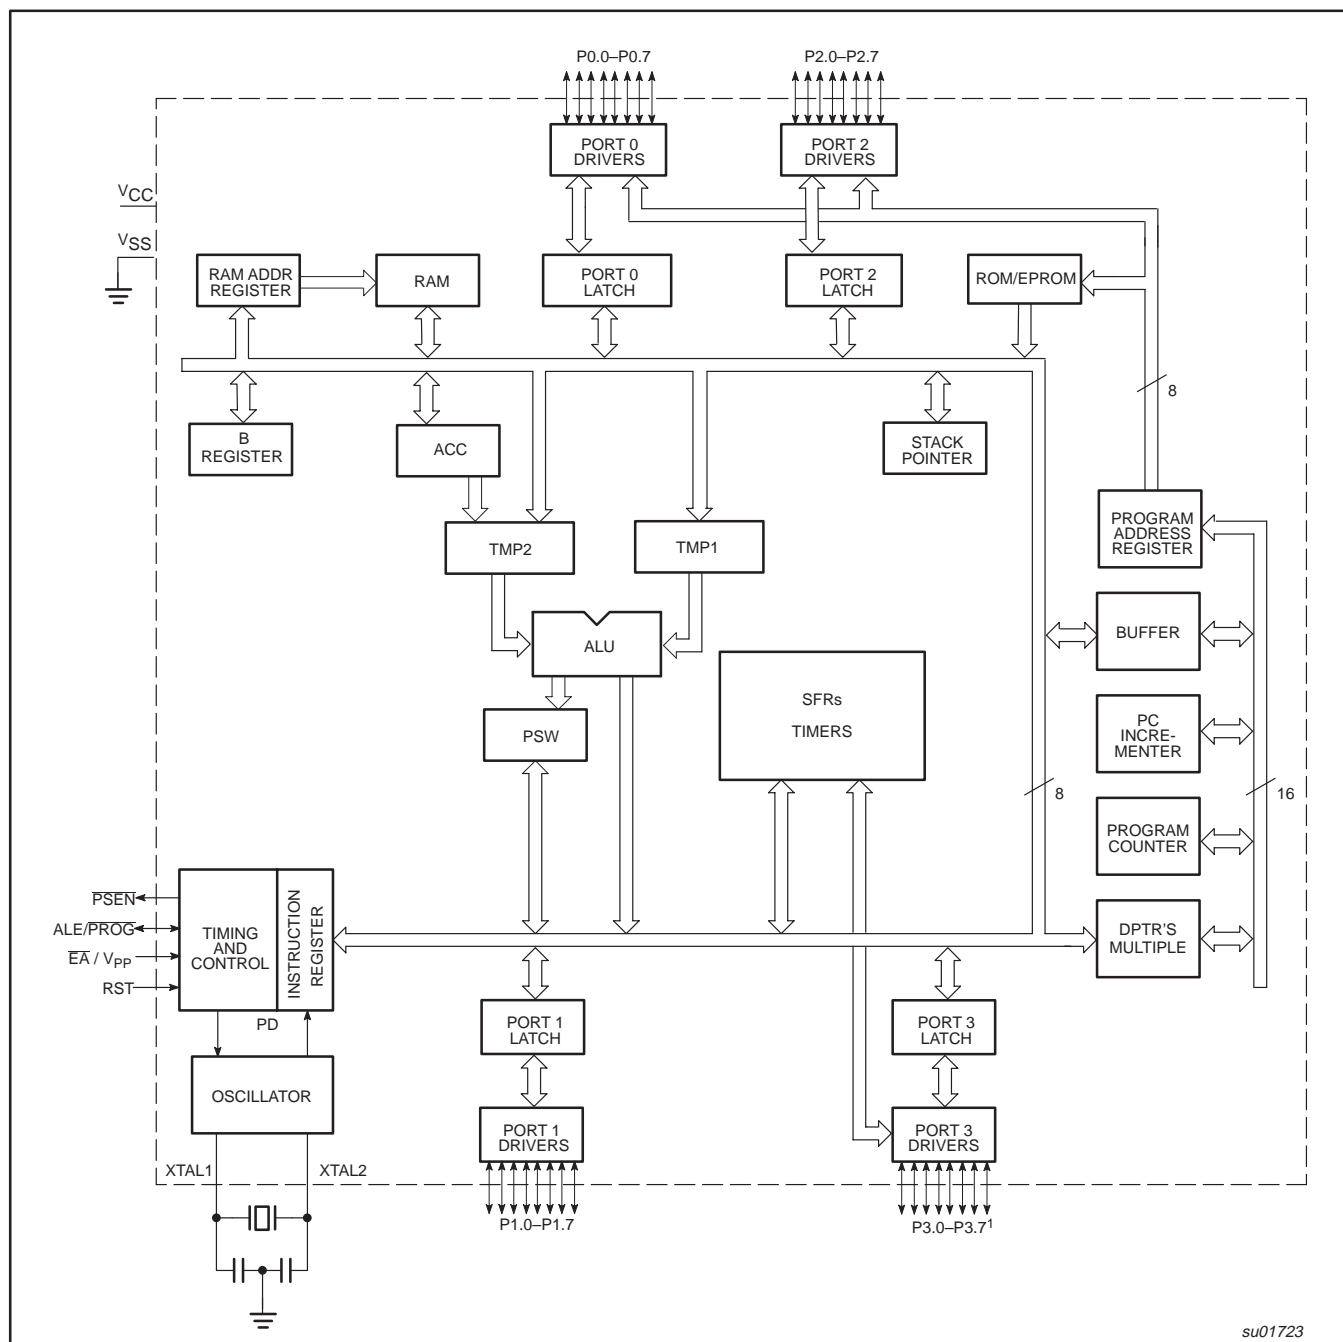 P0.0–P0.7
P2.0–P2.7
PORT 0
DRIVERS
PORT 2
DRIVERS
VCC
VSS
RAM ADDR
REGISTER
RAM
PORT 0
LATCH
PORT 2
LATCH
ROM/EPROM
8
B
REGISTER
ACC
STACK
POINTER
TMP2
TMP1
PROGRAM
ADDRESS
REGISTER
ALU
BUFFER
SFRs
TIMERS
PSW
PC
INCRE-
MENTER
8
16
PROGRAM
COUNTER
PSEN
ALE/PROG
EA / VPP
RST
TIMING
AND
CONTROL
INSTRUCTION
REGISTER
DPTR'S
MULTIPLE
PD
PORT 1
LATCH
PORT 3
LATCH
OSCILLATOR
PORT 1
DRIVERS
PORT 3
DRIVERS
XTAL1
XTAL2
P1.0–P1.7
P3.0–P3.7¹
su01723